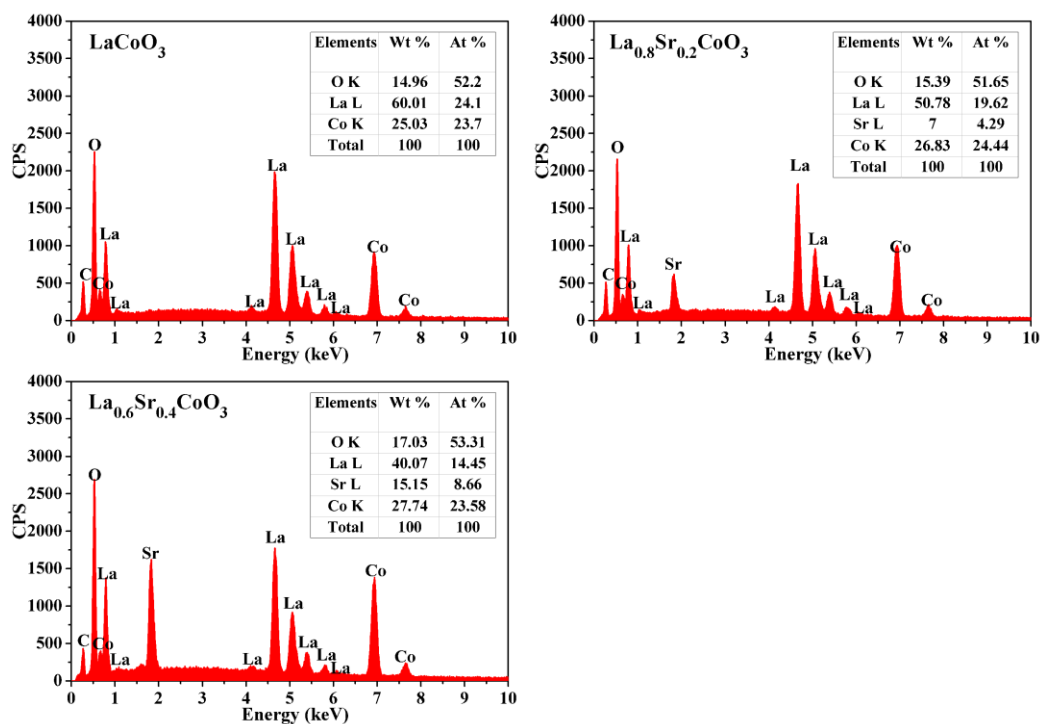 LaCoO3
Elements Wt % At %
O K 14.96 52.2
La L 60.01 24.1
Co K 25.03 23.7
Total 100 100
4000
3500
3000
2500
2000
1500
1000
500
0
CPS
C
O
Co
La
La
La
La
La
La
La
La
Co
Co
0 1 2 3 4 5 6 7 8 9 10
Energy (keV)
La0.8Sr0.2CoO3
Elements Wt % At %
O K 15.39 51.65
La L 50.78 19.62
Sr L 7 4.29
Co K 26.83 24.44
Total 100 100
4000
3500
3000
2500
2000
1500
1000
500
0
CPS
C
O
Co
La
La
Sr
La
La
La
La
La
La
Co
Co
0 1 2 3 4 5 6 7 8 9 10
Energy (keV)
La0.6Sr0.4CoO3
Elements Wt % At %
O K 17.03 53.31
La L 40.07 14.45
Sr L 15.15 8.66
Co K 27.74 23.58
Total 100 100
4000
3500
3000
2500
2000
1500
1000
500
0
CPS
C
O
Co
La
La
Sr
La
La
La
La
La
La
Co
Co
0 1 2 3 4 5 6 7 8 9 10
Energy (keV)